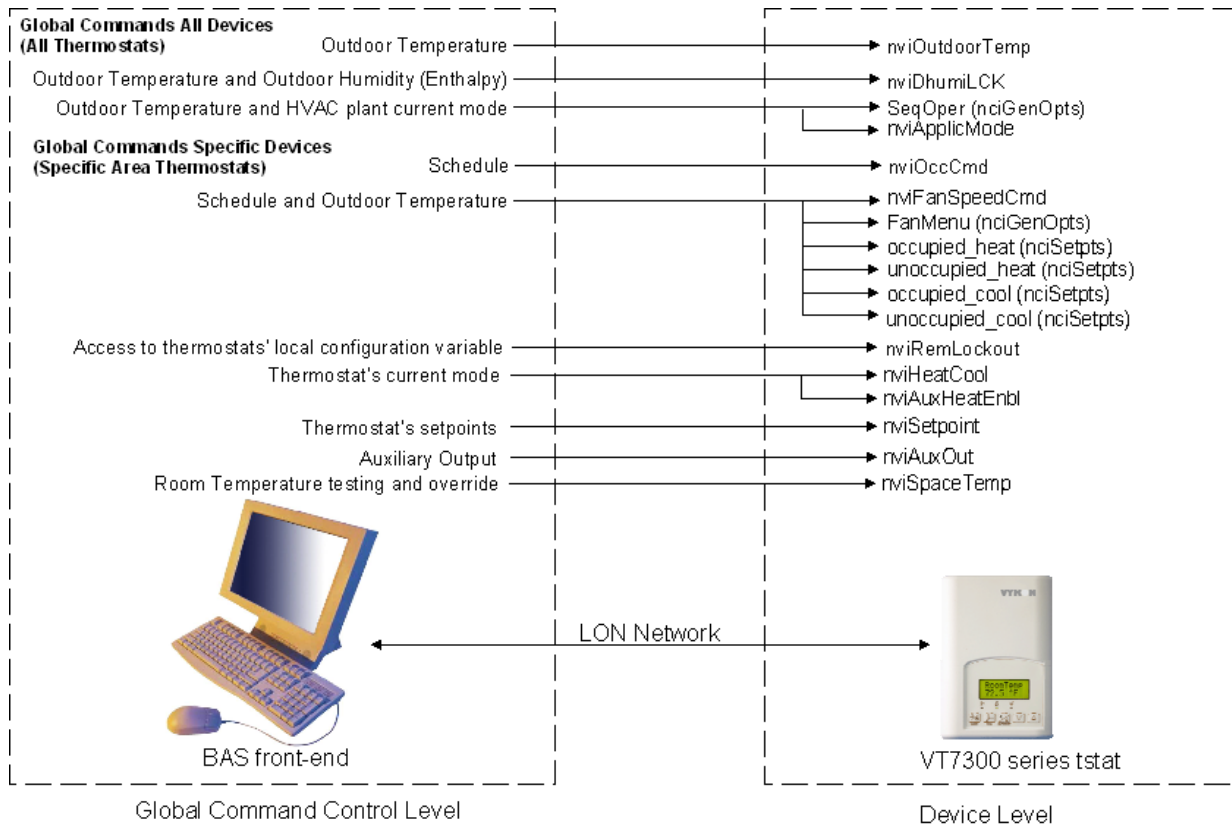 Global Commands All Devices
(All Thermostats)
Outdoor Temperature
nviOutdoorTemp
Outdoor Temperature and Outdoor Humidity (Enthalpy)
nviDhumiLCK
Outdoor Temperature and HVAC plant current mode
SeqOper (nciGenOpts)
nviApplicMode
Global Commands Specific Devices
(Specific Area Thermostats)
Schedule
nviOccCmd
Schedule and Outdoor Temperature
nviFanSpeedCmd
FanMenu (nciGenOpts)
occupied_heat (nciSetpts)
unoccupied_heat (nciSetpts)
occupied_cool (nciSetpts)
unoccupied_cool (nciSetpts)
Access to thermostats' local configuration variable
nviRemLockout
Thermostat's current mode
nviHeatCool
nviAuxHeatEnbl
Thermostat's setpoints
nviSetpoint
Auxiliary Output
nviAuxOut
Room Temperature testing and override
nviSpaceTemp
LON Network
RoomTemp
BAS front-end
VT7300 series tstat
Global Command Control Level
Device Level